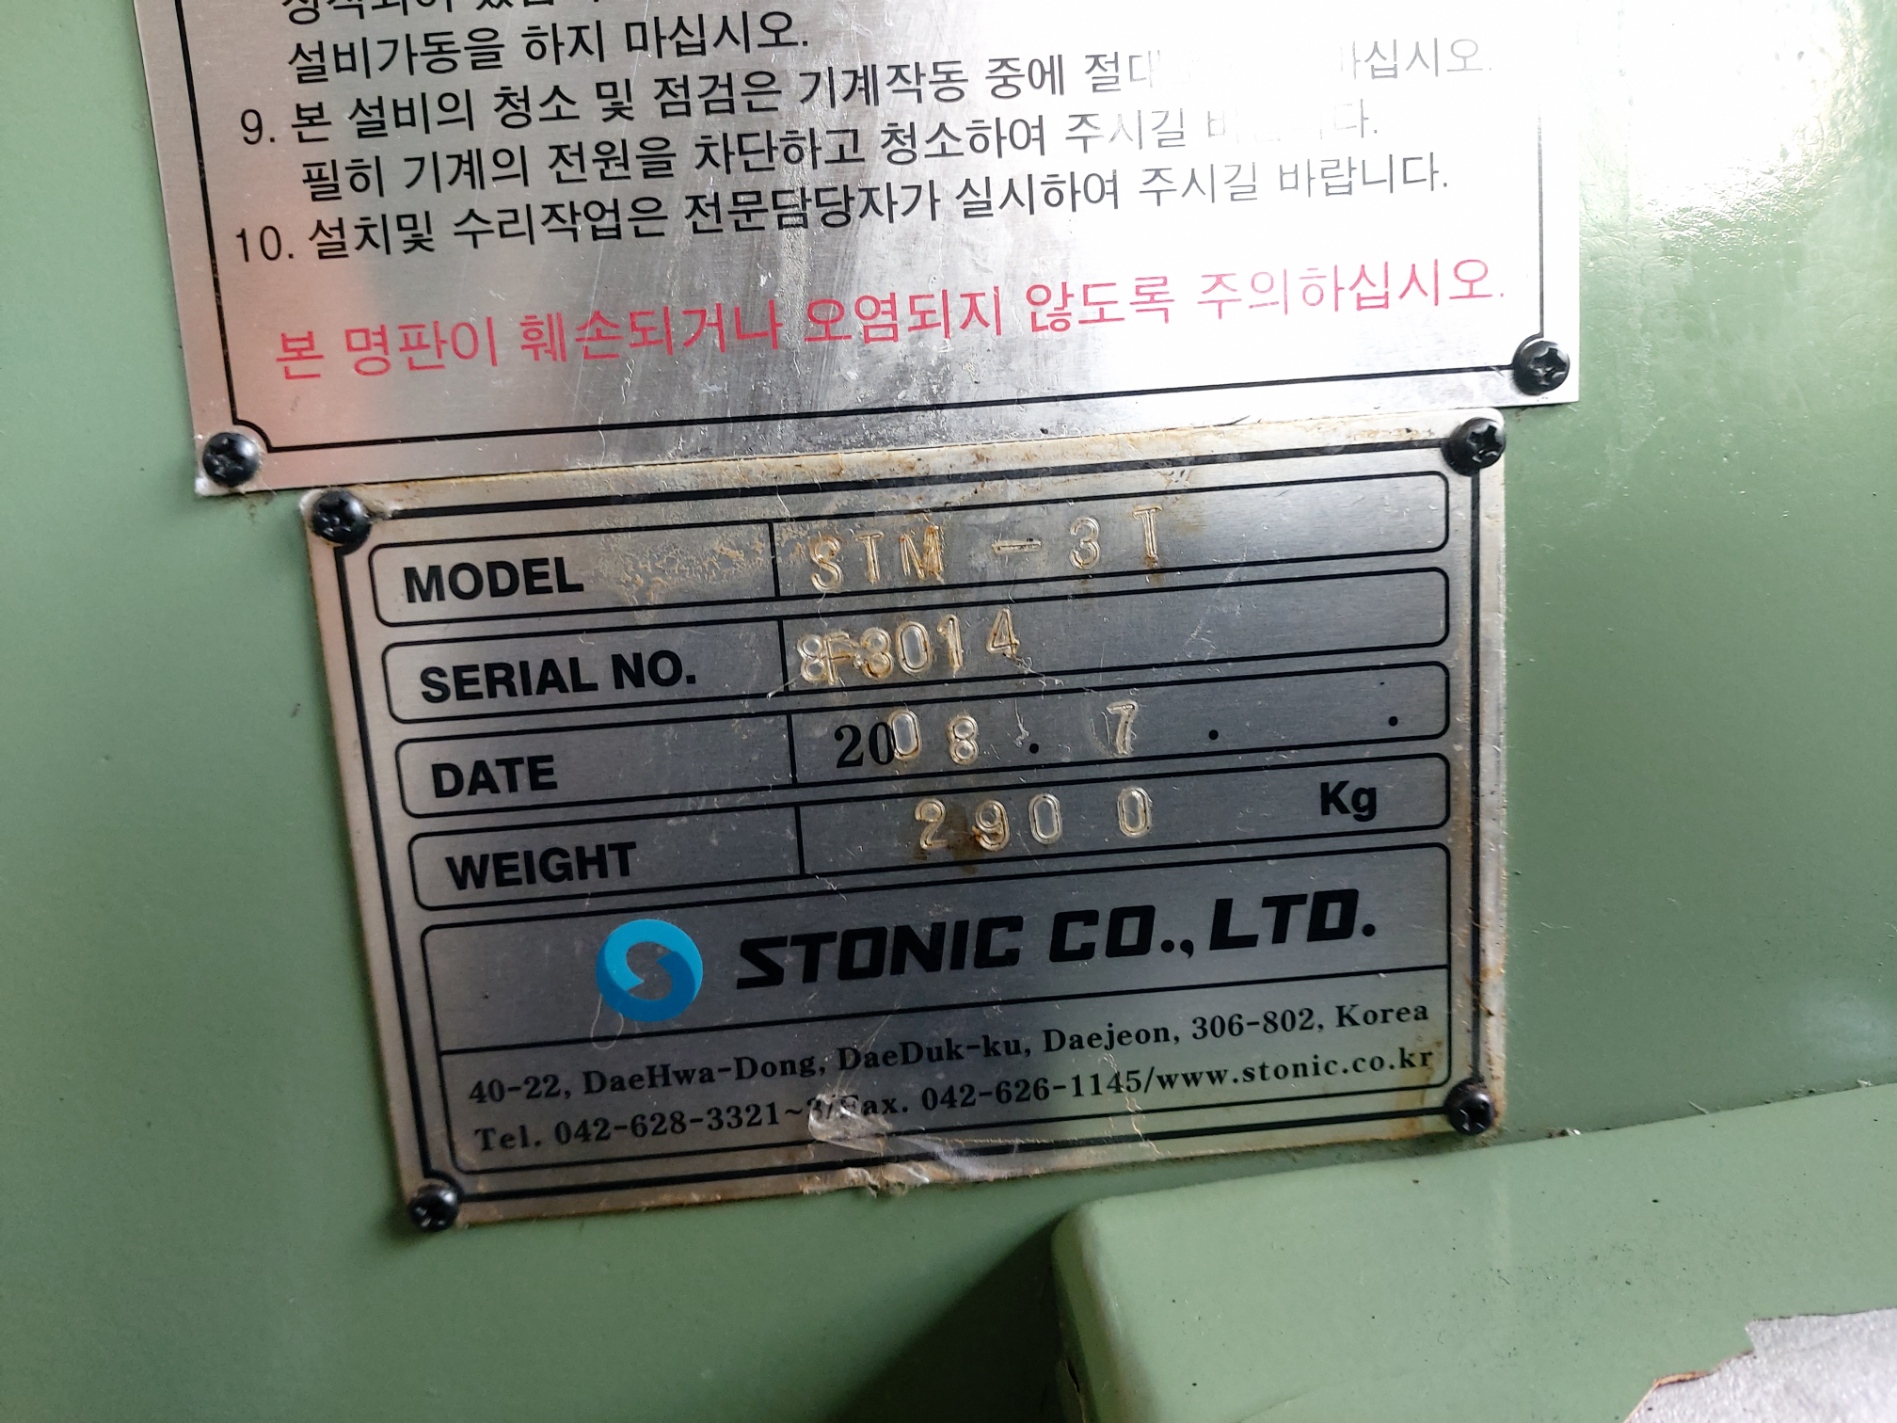 설비가동을 하지 마십시오.
9. 본 설비의 청소 및 점검은 기계작동 중에
필히 기계의 전원을 차단하고 청소하여 주시길
10. 설치및 수리작업은 전문담당자가 실시하여 주시길 바랍니다.
본 명판이 훼손되거나 오염되지 않도록 주의하십시오.
MODEL STM - 3T
SERIAL NO. 8F3014
DATE 2008 . 7 . .
WEIGHT 2900 Kg
STONIC CO., LTD.
40-22, DaeHwa-Dong, DaeDuk-ku, Daejeon, 306-802, Korea
Tel. 042-628-3321~3/Fax. 042-626-1145/www.stonic.co.kr